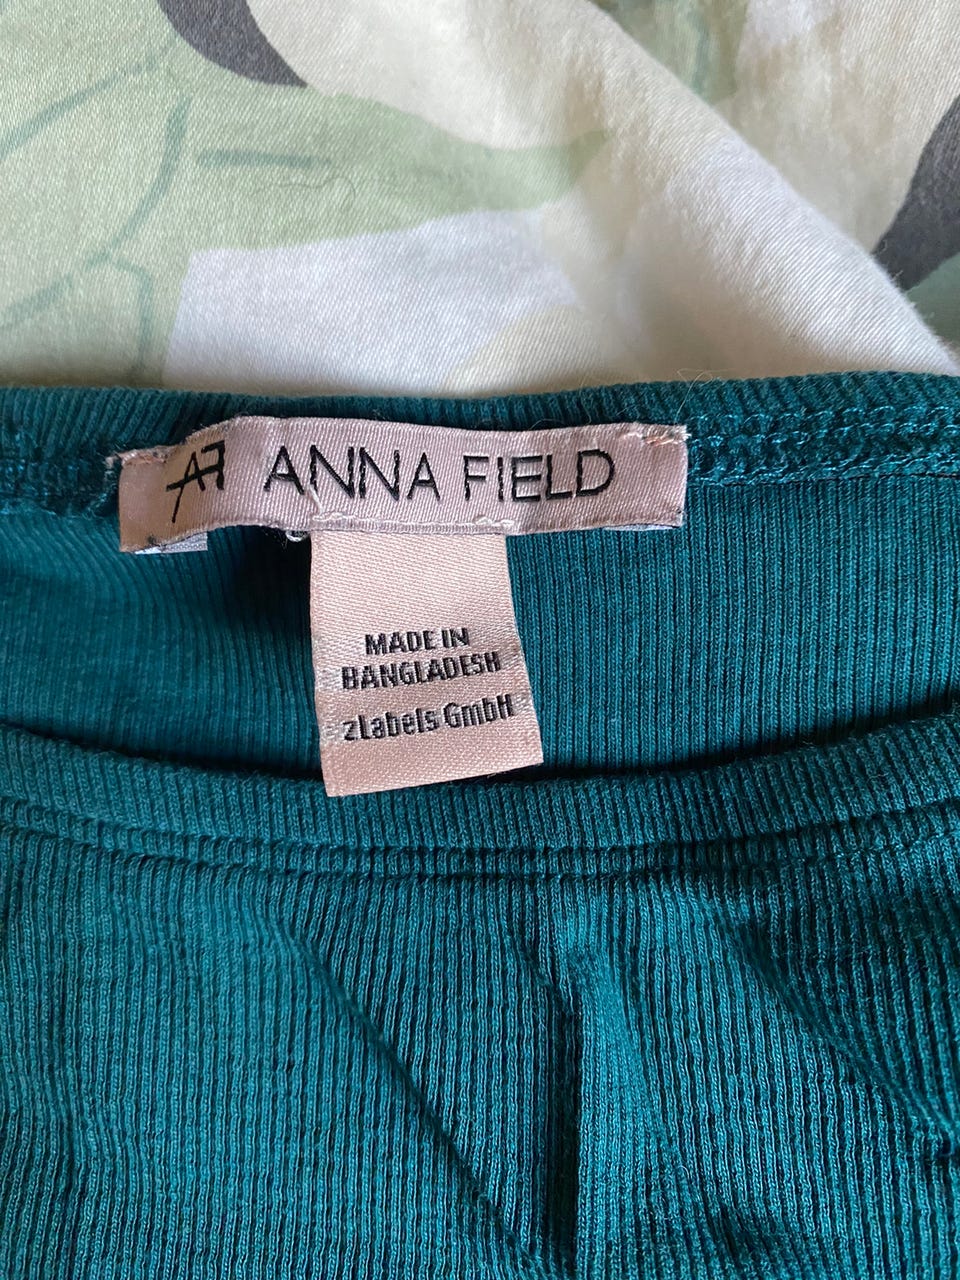 AF ANNA FIELD
MADE IN
BANGLADESH
zLabels GmbH